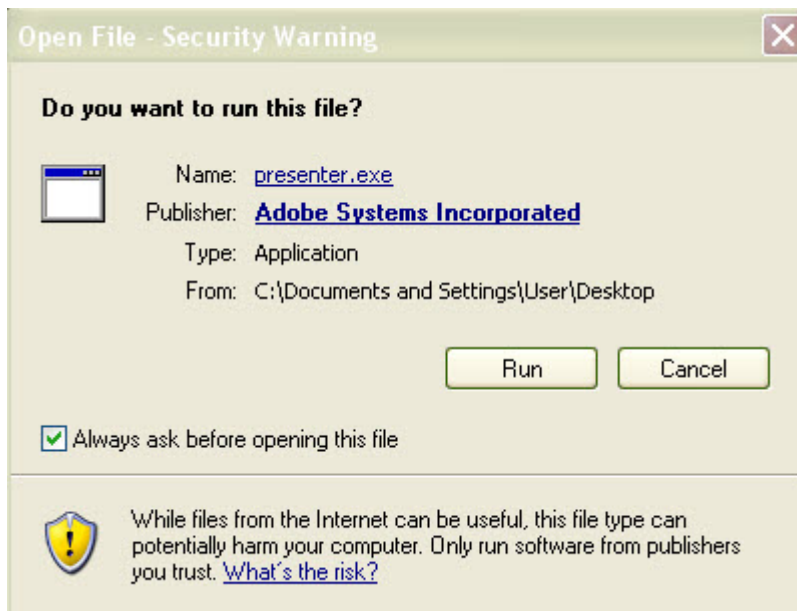 Open File - Security Warning
Do you want to run this file?
Name: presenter.exe
Publisher: Adobe Systems Incorporated
Type: Application
From: C:\Documents and Settings\User\Desktop
Run Cancel
Always ask before opening this file
While files from the Internet can be useful, this file type can
potentially harm your computer. Only run software from publishers
you trust. What's the risk?